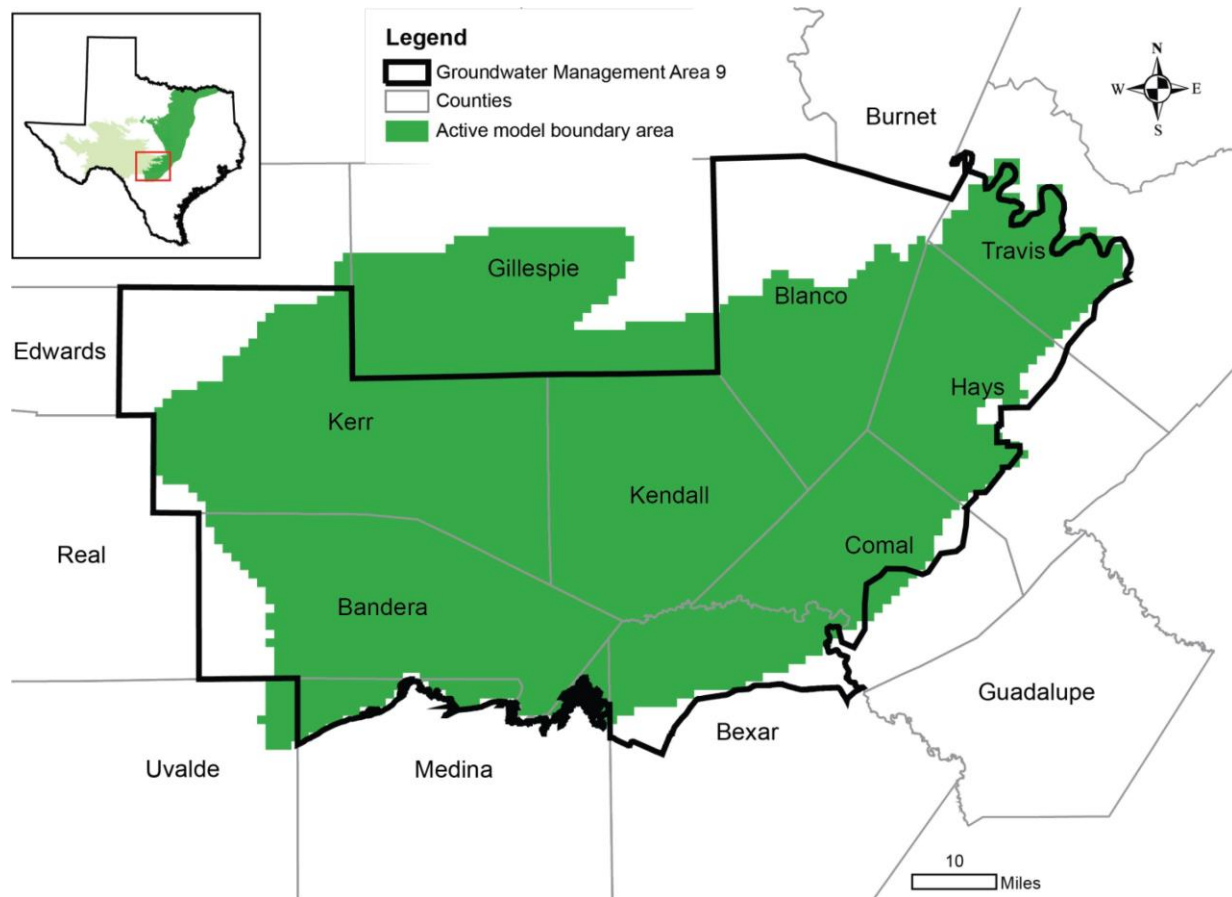 Legend
Groundwater Management Area 9
Counties
Active model boundary area
N
W E
S
Burnet
Travis
Gillespie
Blanco
Edwards
Hays
Kerr
Kendall
Comal
Real
Bandera
Guadalupe
Bexar
Uvalde
Medina
10
Miles